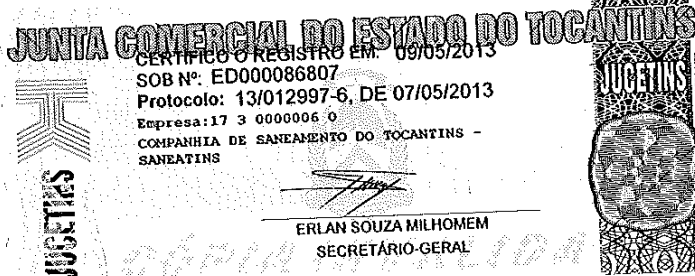 JUNTA COMERCIAL DO ESTADO DO TOCANTINS
CERTIFICO O REGISTRO EM: 09/05/2013
SOB Nº: ED000086807
Protocolo: 13/012997-6, DE 07/05/2013
Empresa:17 3 0000006 0
COMPANHIA DE SANEAMENTO DO TOCANTINS -
SANEATINS
ERLAN SOUZA MILHOMEM
SECRETÁRIO-GERAL
JUCETINS
JUCETINS